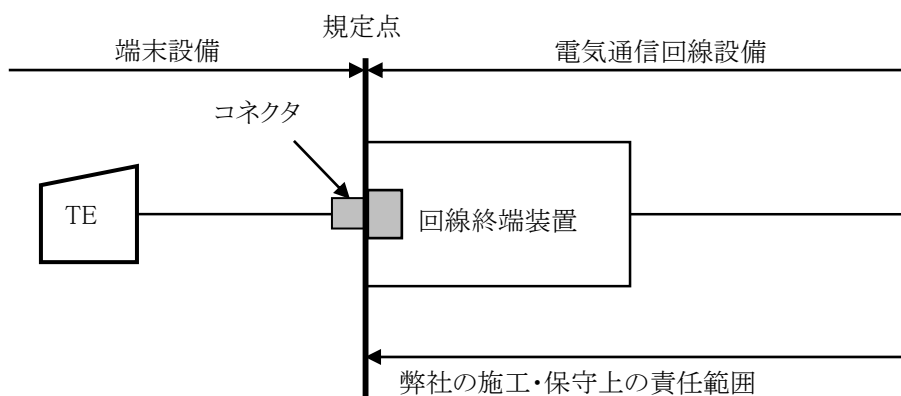 規定点
端末設備
電気通信回線設備
コネクタ
TE
回線終端装置
弊社の施工・保守上の責任範囲